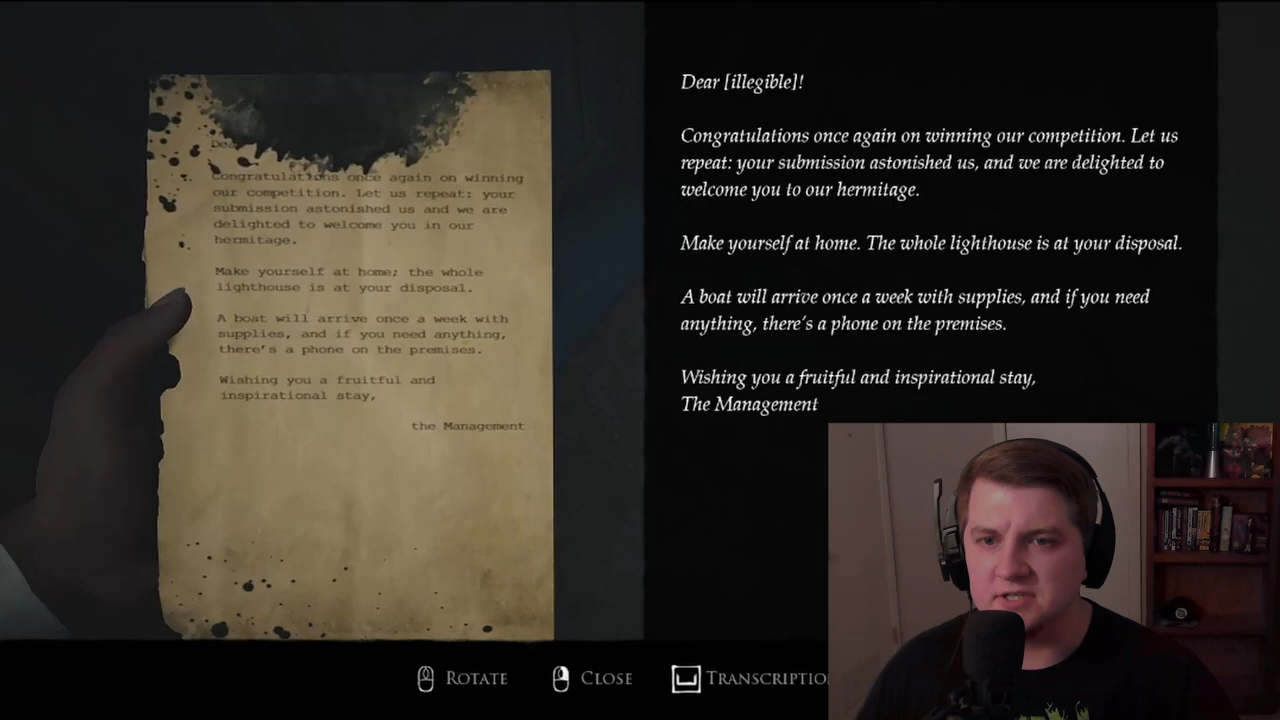 Dea
Congratulations once again on winning
our competition. Let us repeat: your
submission astonished us and we are
delighted to welcome you in our
hermitage.
Make yourself at home; the whole
lighthouse is at your disposal.
A boat will arrive once a week with
supplies, and if you need anything,
there's a phone on the premises.
Wishing you a fruitful and
inspirational stay,
the Management
Dear [illegible]!
Congratulations once again on winning our competition. Let us
repeat: your submission astonished us, and we are delighted to
welcome you to our hermitage.
Make yourself at home. The whole lighthouse is at your disposal.
A boat will arrive once a week with supplies, and if you need
anything, there's a phone on the premises.
Wishing you a fruitful and inspirational stay,
The Management
ROTATE
CLOSE
TRANSCRIPTIO